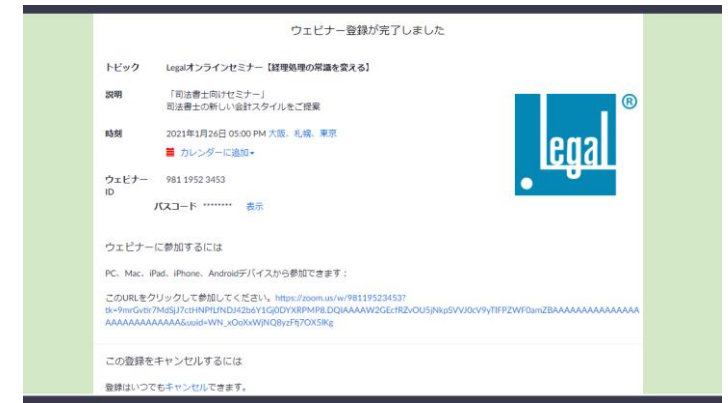 ウェビナー登録が完了しました
トピック Legalオンラインセミナー【経理処理の常識を変える】
説明 「司法書士向けセミナー」
司法書士の新しい会計スタイルをご提案
時刻 2021年1月26日 05:00 PM 大阪、札幌、東京
カレンダーに追加
ウェビナー 981 1952 3453
ID
パスコード ******** 表示
.legal ®
ウェビナーに参加するには
PC、Mac、iPad、iPhone、Androidデバイスから参加できます：
このURLをクリックして参加してください。https://zoom.us/w/98119523453?
この登録をキャンセルするには
登録はいつでもキャンセルできます。